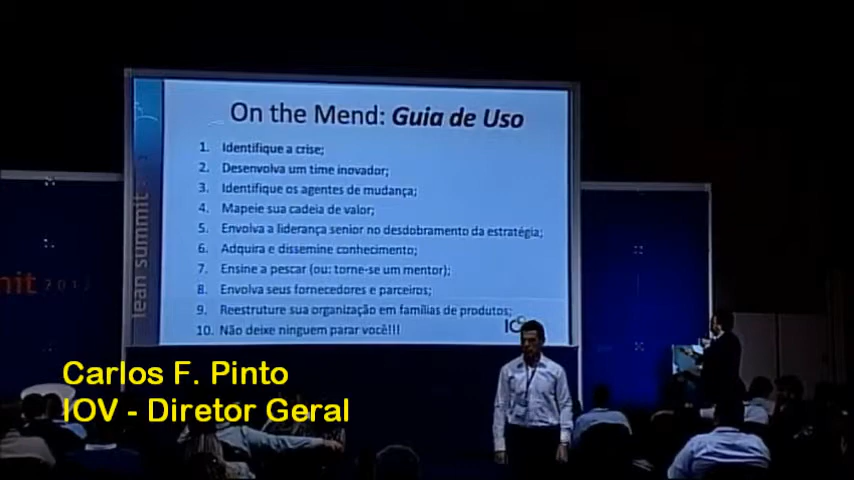 On the Mend: Guia de Uso
1. Identifique a crise;
2. Desenvolva um time inovador;
3. Identifique os agentes de mudança;
4. Mapeie sua cadeia de valor;
5. Envolva a liderança senior no desdobramento da estratégia;
6. Adquira e dissemine conhecimento;
7. Ensine a pescar (ou: torne-se um mentor);
8. Envolva seus fornecedores e parceiros;
9. Reestruture sua organização em famílias de produtos;
10. Não deixe ninguem parar você!!!
lean summit
Carlos F. Pinto
IOV - Diretor Geral